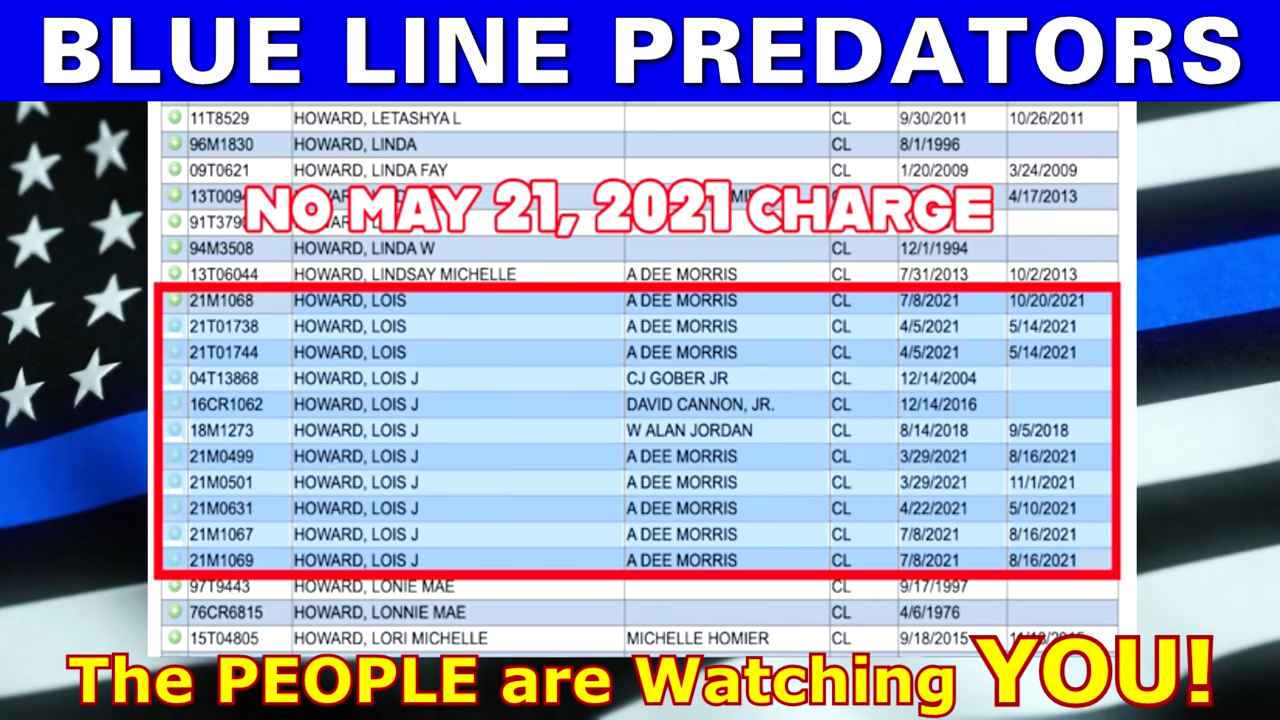 BLUE LINE PREDATORS
11T8529 HOWARD, LETASHYA L CL 9/30/2011 10/26/2011
96M1830 HOWARD, LINDA CL 8/1/1996
09T0621 HOWARD, LINDA FAY CL 1/20/2009 3/24/2009
4/17/2013
NO MAY 21, 2021 CHARGE
94M3508 HOWARD, LINDA W CL 12/1/1994
13T06044 HOWARD, LINDSAY MICHELLE A DEE MORRIS CL 7/31/2013 10/2/2013
21M1068 HOWARD, LOIS A DEE MORRIS CL 7/8/2021 10/20/2021
21T01738 HOWARD, LOIS A DEE MORRIS CL 4/5/2021 5/14/2021
21T01744 HOWARD, LOIS A DEE MORRIS CL 4/5/2021 5/14/2021
04T13868 HOWARD, LOIS J CJ GOBER JR CL 12/14/2004
16CR1062 HOWARD, LOIS J DAVID CANNON, JR. CL 12/14/2016
18M1273 HOWARD, LOIS J W ALAN JORDAN CL 8/14/2018 9/5/2018
21M0499 HOWARD, LOIS J A DEE MORRIS CL 3/29/2021 8/16/2021
21M0501 HOWARD, LOIS J A DEE MORRIS CL 3/29/2021 11/1/2021
21M0631 HOWARD, LOIS J A DEE MORRIS CL 4/22/2021 5/10/2021
21M1067 HOWARD, LOIS J A DEE MORRIS CL 7/8/2021 8/16/2021
21M1069 HOWARD, LOIS J A DEE MORRIS CL 7/8/2021 8/16/2021
97T9443 HOWARD, LONIE MAE CL 9/17/1997
76CR6815 HOWARD, LONNIE MAE CL 4/6/1976
15T04805 HOWARD, LORI MICHELLE MICHELLE HOMIER CL 9/18/2015
The PEOPLE are Watching YOU!